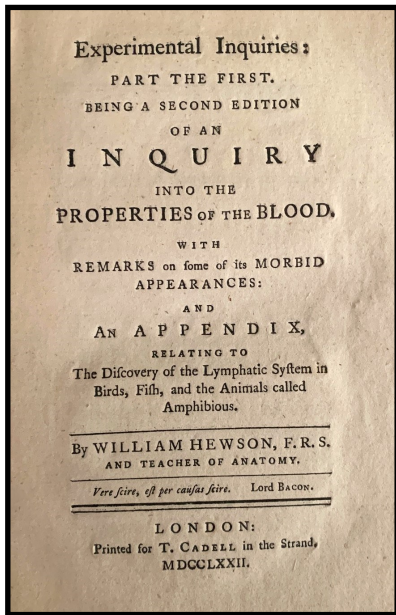 Experimental Inquiries:
PART THE FIRST.
BEING A SECOND EDITION
OF AN
INQUIRY
INTO THE
PROPERTIES OF THE BLOOD.
WITH
REMARKS on ſome of its MORBID
APPEARANCES:
AND
AN APPENDIX,
RELATING TO
The Diſcovery of the Lymphatic Syſtem in
Birds, Fiſh, and the Animals called
Amphibious.
By WILLIAM HEWSON, F.R.S.
AND TEACHER OF ANATOMY.
Vere ſcire, eſt per cauſas ſcire. Lord BACON.
LONDON:
Printed for T. CADELL in the Strand,
MDCCLXXII.